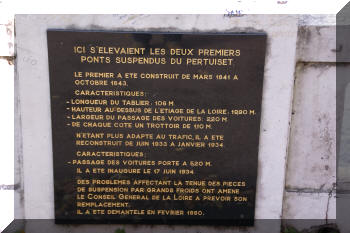 ICI S'ELEVAIENT LES DEUX PREMIERS
PONTS SUSPENDUS DU PERTUISET.
LE PREMIER A ETE CONSTRUIT DE MARS 1841 A
OCTOBRE 1843.
CARACTERISTIQUES:
- LONGUEUR DU TABLIER: 106 M.
- HAUTEUR AU-DESSUS DE L'ETIAGE DE LA LOIRE: 19,90 M.
- LARGEUR DU PASSAGE DES VOITURES: 2,20 M
- DE CHAQUE COTE UN TROTTOIR DE 1,10 M.
N'ETANT PLUS ADAPTE AU TRAFIC, IL A ETE
RECONSTRUIT DE JUIN 1933 A JANVIER 1934.
CARACTERISTIQUES:
- PASSAGE DES VOITURES PORTE A 5,20 M.
IL A ETE INAUGURE LE 17 JUIN 1934.
DES PROBLEMES AFFECTANT LA TENUE DES PIECES
DE SUSPENSION PAR GRANDS FROIDS ONT AMENE
LE CONSEIL GENERAL DE LA LOIRE A PREVOIR SON
REMPLACEMENT.
IL A ETE DEMANTELE EN FEVRIER